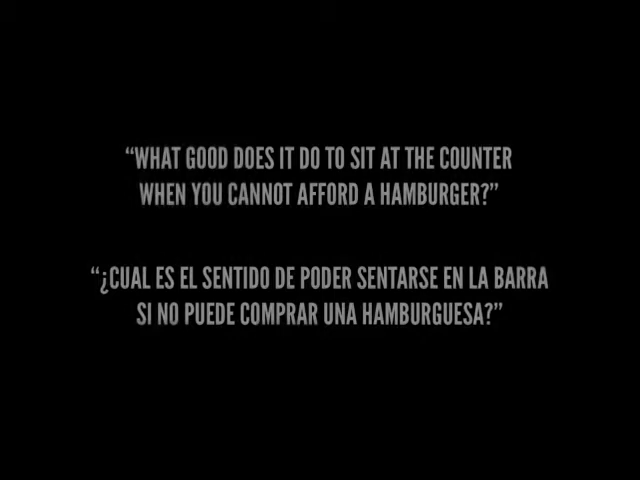 “WHAT GOOD DOES IT DO TO SIT AT THE COUNTER
WHEN YOU CANNOT AFFORD A HAMBURGER?”
“¿CUAL ES EL SENTIDO DE PODER SENTARSE EN LA BARRA
SI NO PUEDE COMPRAR UNA HAMBURGUESA?”